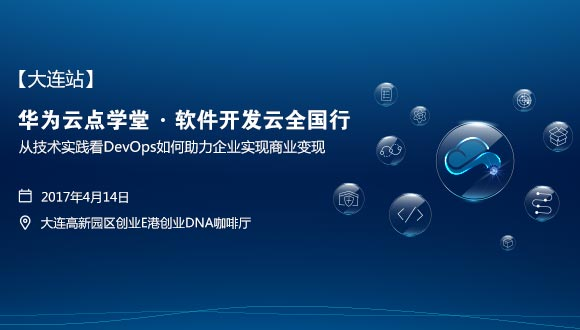 【大连站】
华为云点学堂·软件开发云全国行
从技术实践看DevOps如何助力企业实现商业变现
2017年4月14日
大连高新园区创业E港创业DNA咖啡厅